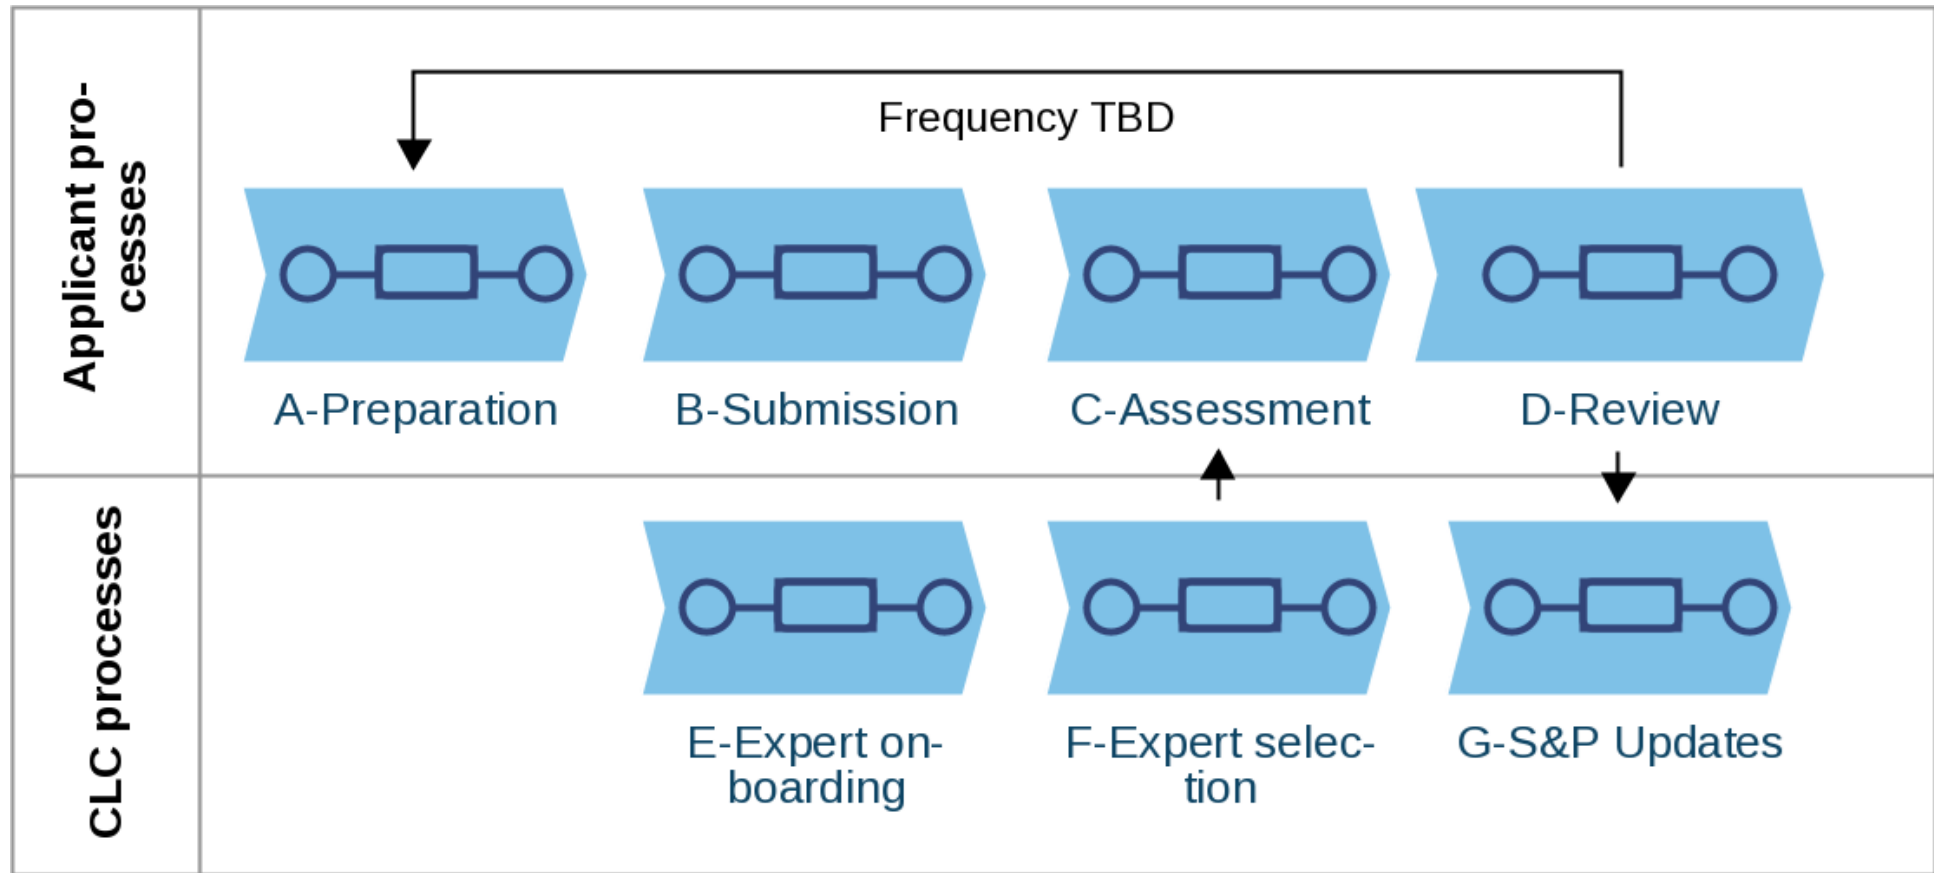 Applicant pro-
cesses
Frequency TBD
A-Preparation
B-Submission
C-Assessment
D-Review
CLC processes
E-Expert on-
boarding
F-Expert selec-
tion
G-S&P Updates